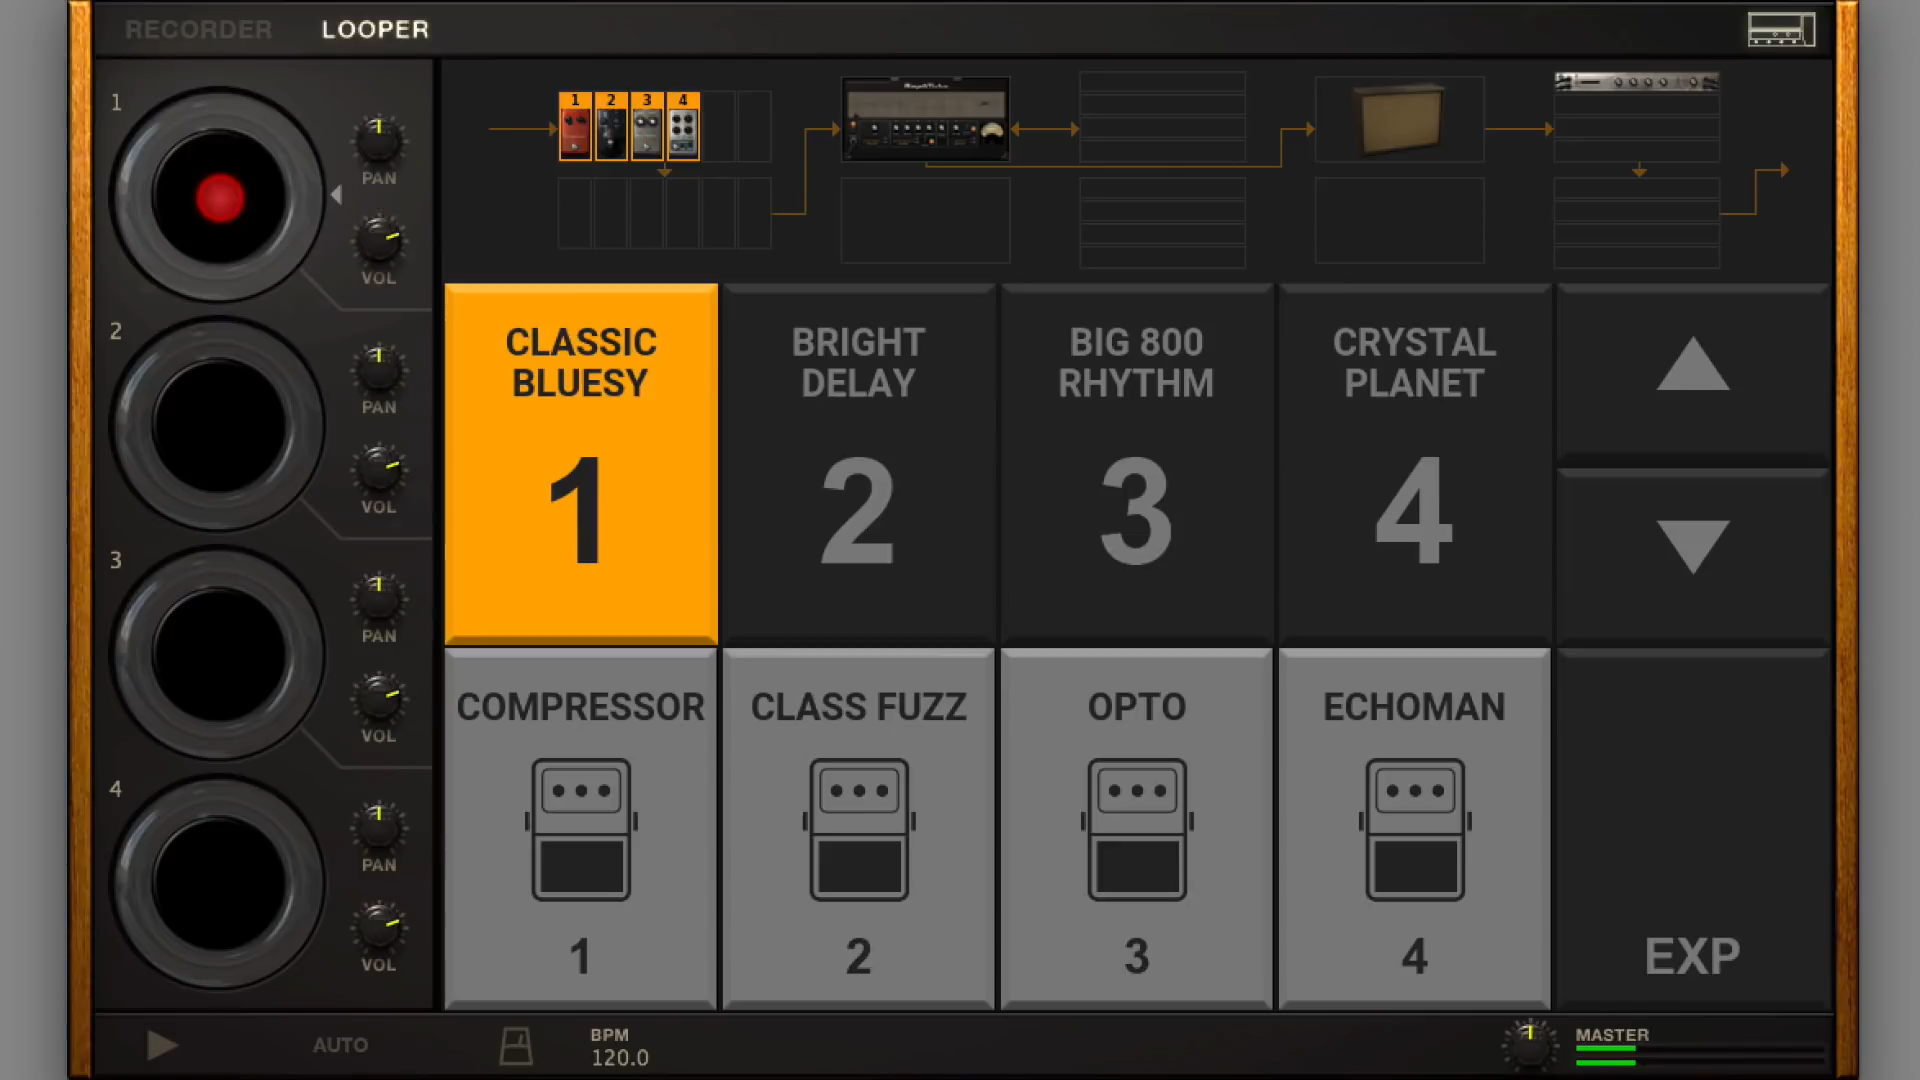 RECORDER
LOOPER
1
PAN
VOL
2
PAN
VOL
3
PAN
VOL
4
PAN
VOL
1 2 3 4
CLASSIC
BLUESY
1
BRIGHT
DELAY
2
BIG 800
RHYTHM
3
CRYSTAL
PLANET
4
COMPRESSOR
1
CLASS FUZZ
2
OPTO
3
ECHOMAN
4
EXP
AUTO
BPM
120.0
MASTER